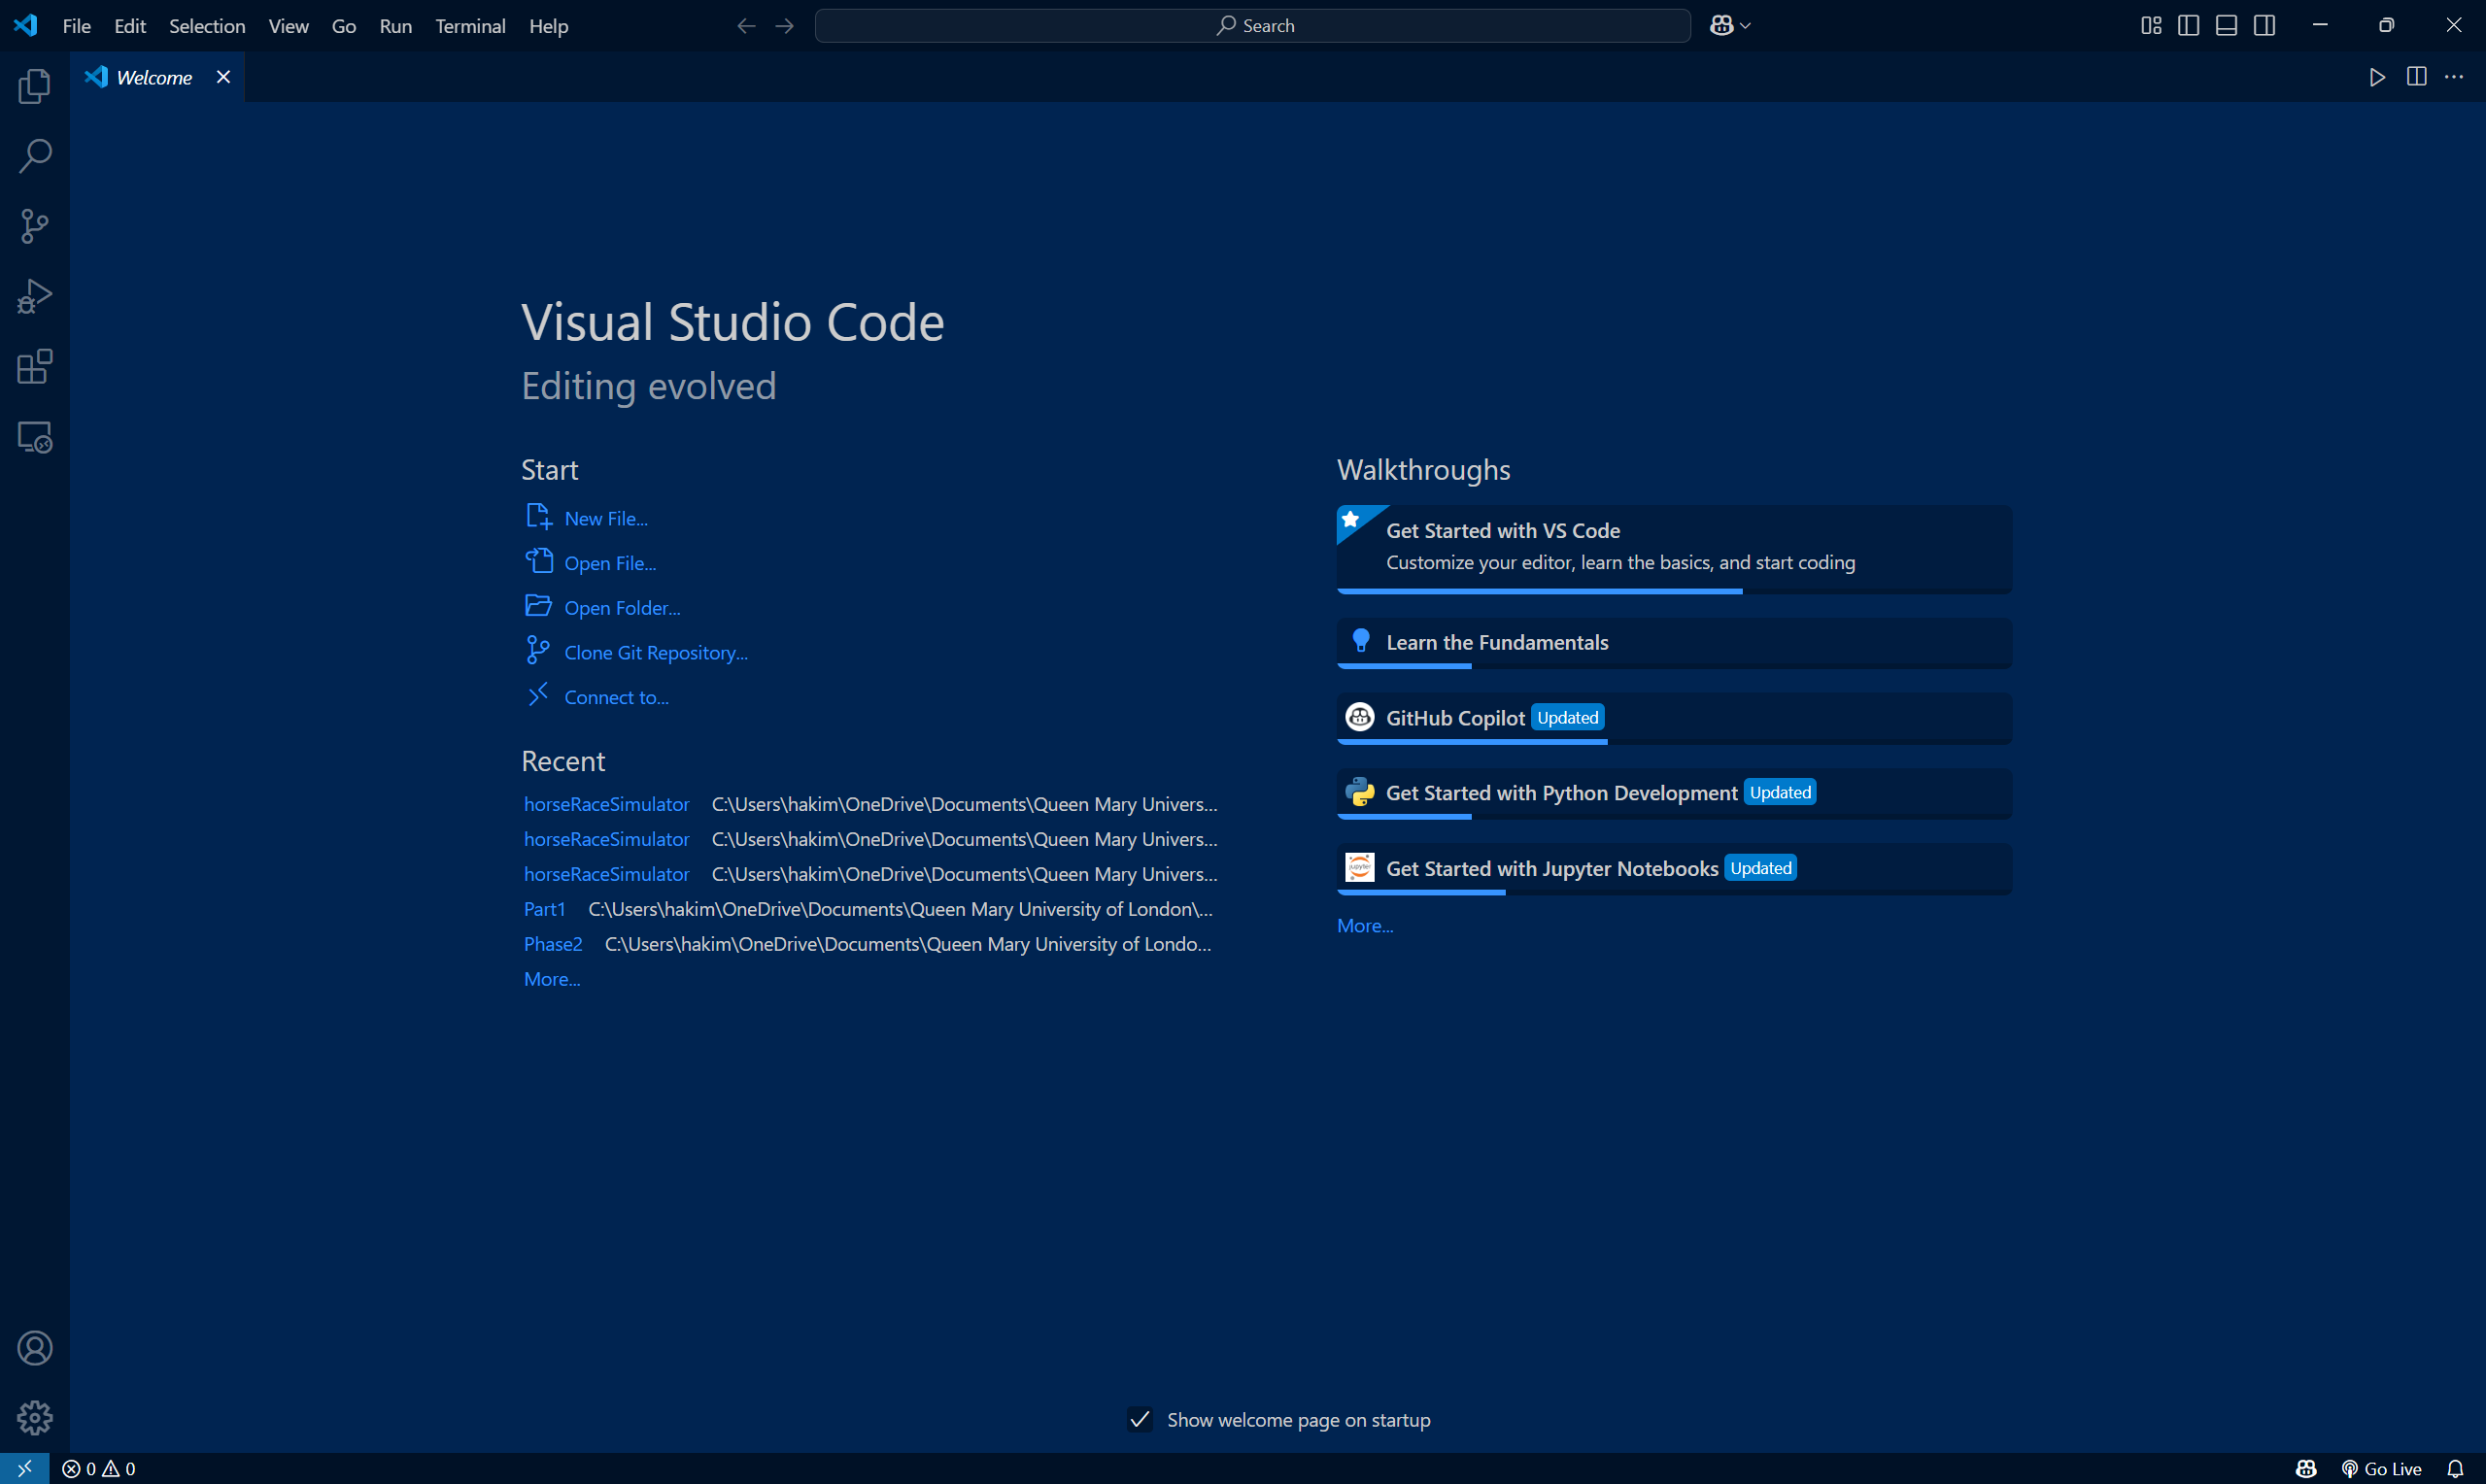 File Edit Selection View Go Run Terminal Help
Search
Welcome
Visual Studio Code
Editing evolved
Start
New File...
Open File...
Open Folder...
Clone Git Repository...
Connect to...
Recent
horseRaceSimulator C:\Users\hakim\OneDrive\Documents\Queen Mary Univers...
horseRaceSimulator C:\Users\hakim\OneDrive\Documents\Queen Mary Univers...
horseRaceSimulator C:\Users\hakim\OneDrive\Documents\Queen Mary Univers...
Part1 C:\Users\hakim\OneDrive\Documents\Queen Mary University of London\...
Phase2 C:\Users\hakim\OneDrive\Documents\Queen Mary University of Londo...
More...
Walkthroughs
Get Started with VS Code
Customize your editor, learn the basics, and start coding
Learn the Fundamentals
GitHub Copilot Updated
Get Started with Python Development Updated
jupyter
Get Started with Jupyter Notebooks Updated
More...
Show welcome page on startup
0 0
Go Live